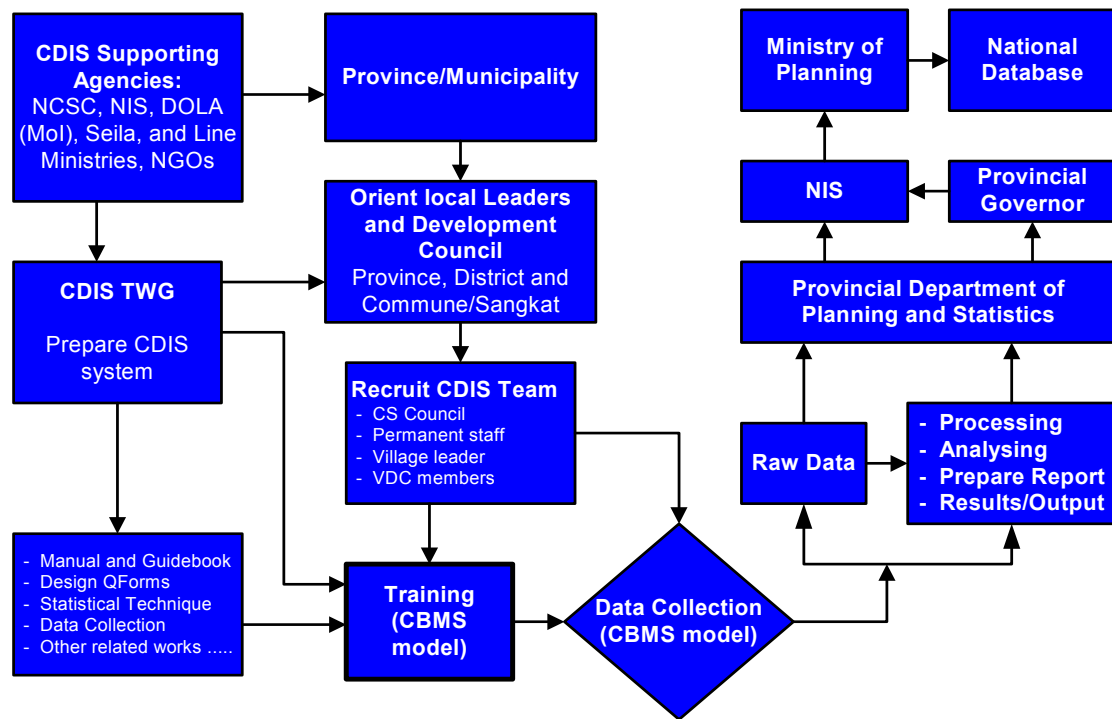 CDIS Supporting
Agencies:
NCSC, NIS, DOLA
(MoI), Seila, and Line
Ministries, NGOs
Province/Municipality
Orient local Leaders
and Development
Council
Province, District and
Commune/Sangkat
CDIS TWG
Prepare CDIS
system
Recruit CDIS Team
- CS Council
- Permanent staff
- Village leader
- VDC members
- Manual and Guidebook
- Design QForms
- Statistical Technique
- Data Collection
- Other related works .....
Training
(CBMS
model)
Data Collection
(CBMS model)
Ministry of
Planning
National
Database
NIS
Provincial
Governor
Provincial Department of
Planning and Statistics
Raw Data
- Processing
- Analysing
- Prepare Report
- Results/Output